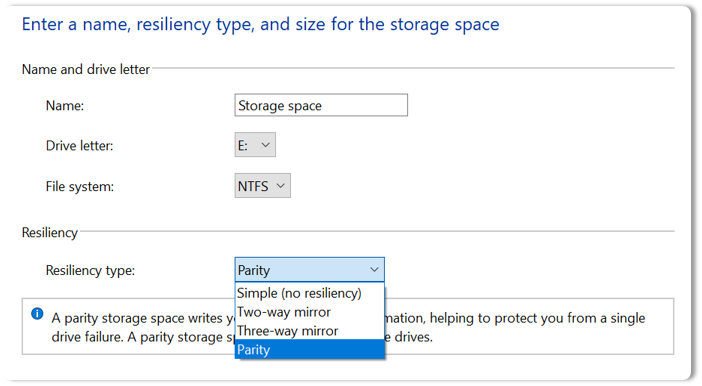 Enter a name, resiliency type, and size for the storage space
Name and drive letter
Name: Storage space
Drive letter: E:
File system: NTFS
Resiliency
Resiliency type: Parity
Simple (no resiliency)
Two-way mirror
Three-way mirror
Parity
A parity storage space writes mation, helping to protect you from a single
drive failure. A parity storage drives.